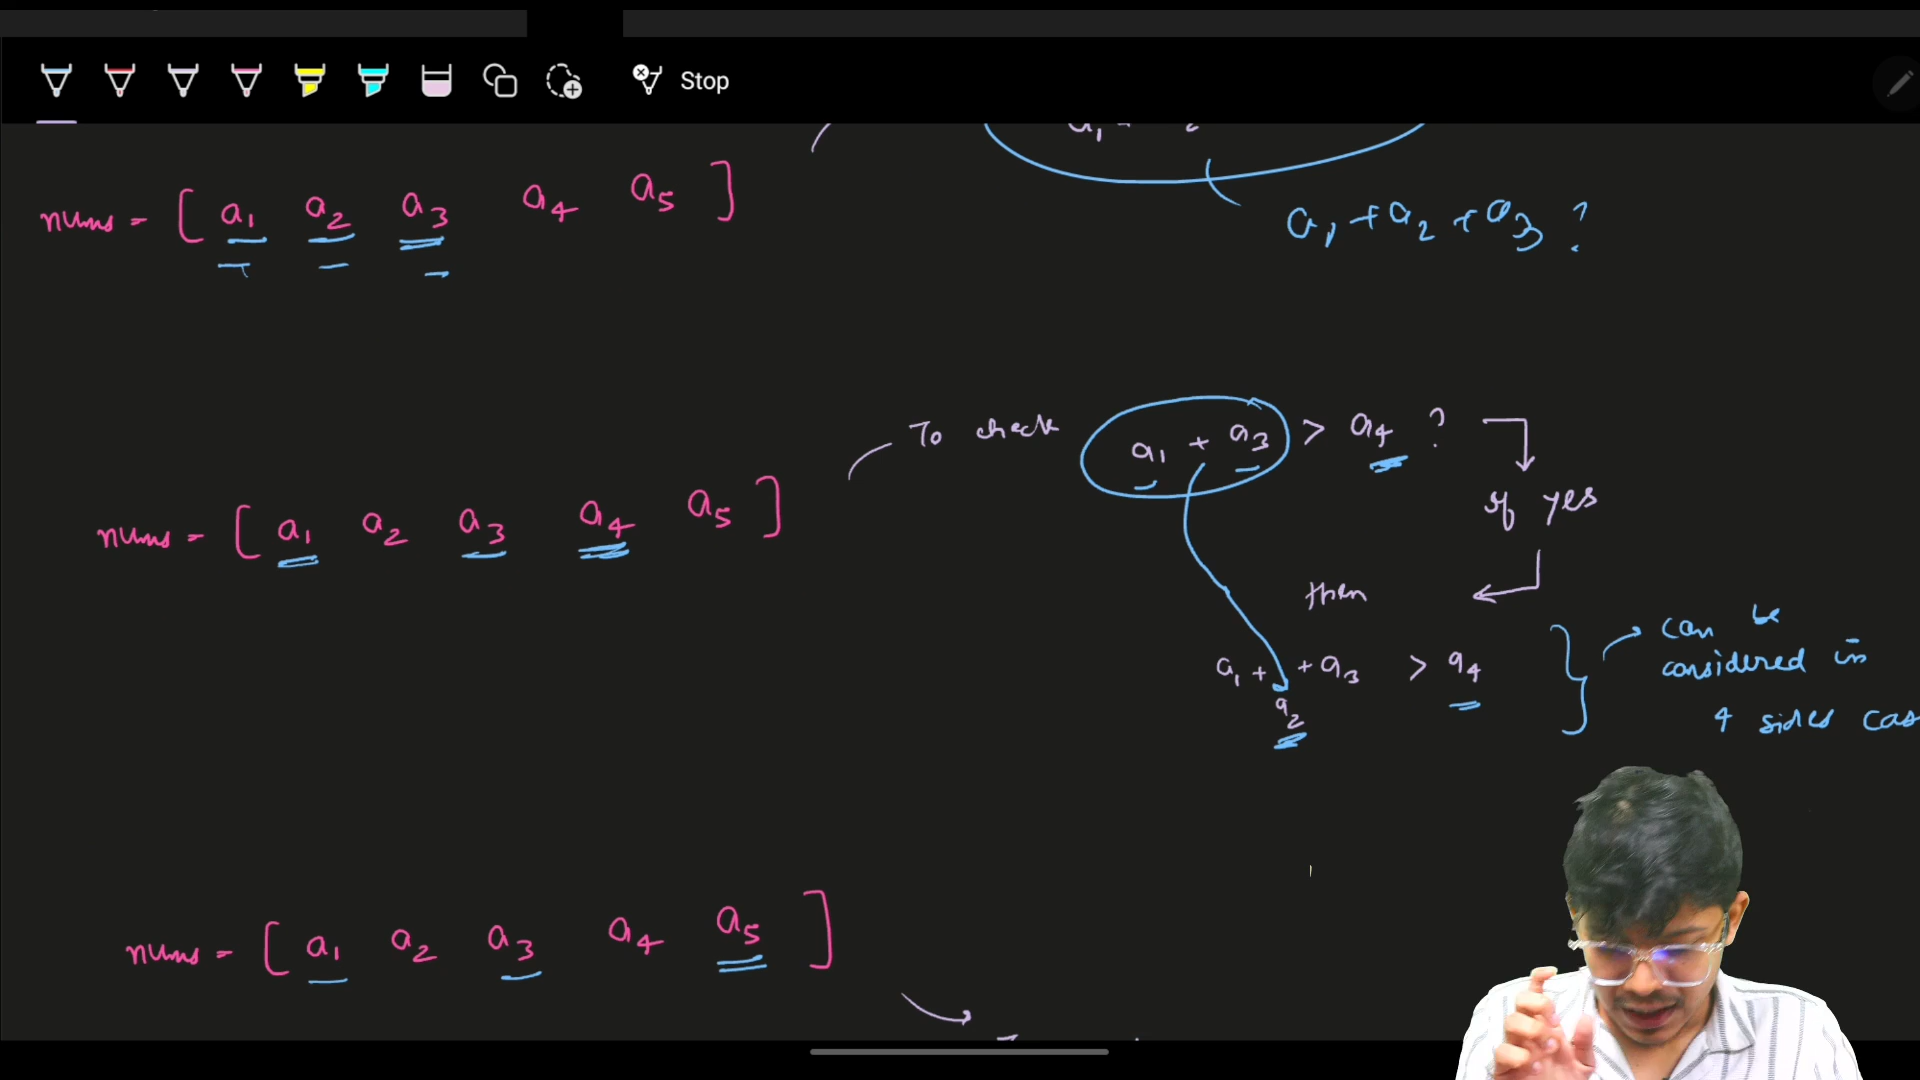 Stop
nums = [ a1 a2 a3 a4 a5 ]
a1 + a2 + a3 ?
To check a1 + a3 > a4 ?
if yes
nums = [ a1 a2 a3 a4 a5 ]
then
a1 + a2 + a3 > a4
can be
considered in
4 sides cas
nums = [ a1 a2 a3 a4 a5 ]